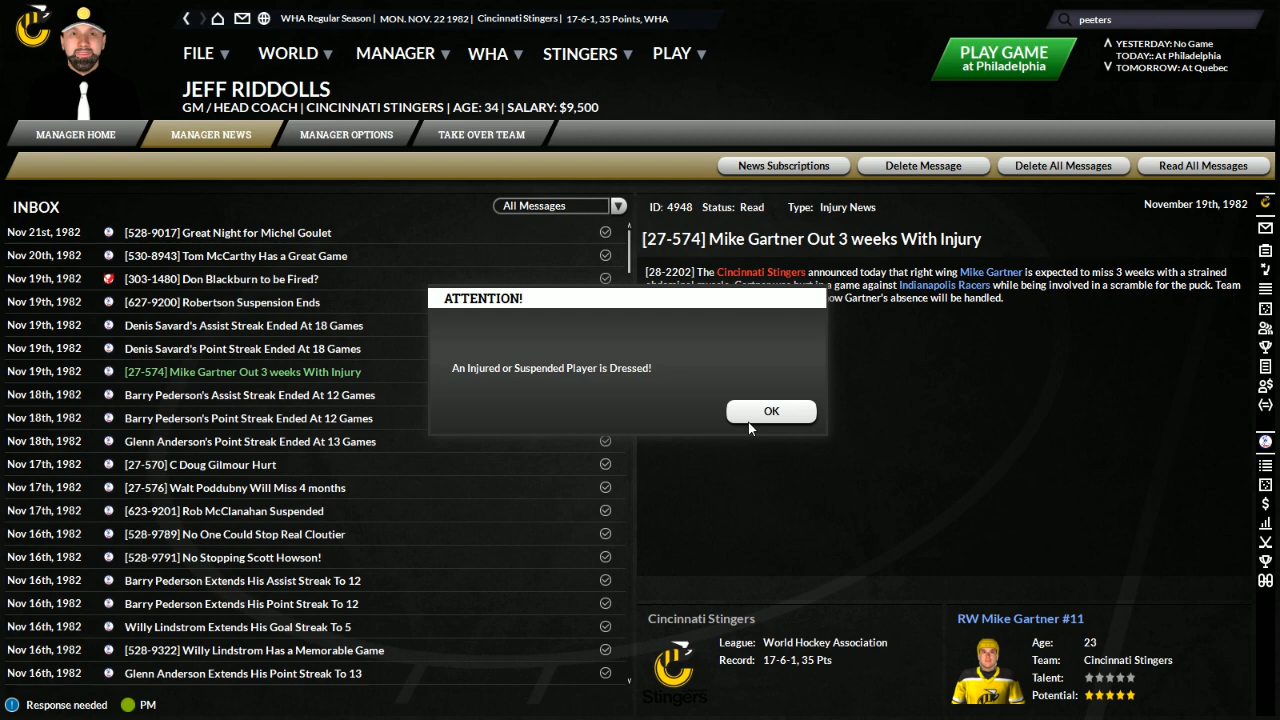 WHA Regular Season | MON. NOV. 22 1982 | Cincinnati Stingers | 17-6-1, 35 Points, WHA
peeters
FILE WORLD MANAGER WHA STINGERS PLAY
PLAY GAME
at Philadelphia
YESTERDAY: No Game
TODAY:: At Philadelphia
TOMORROW: At Quebec
JEFF RIDDOLLS
GM / HEAD COACH | CINCINNATI STINGERS | AGE: 34 | SALARY: $9,500
MANAGER HOME MANAGER NEWS MANAGER OPTIONS TAKE OVER TEAM
News Subscriptions Delete Message Delete All Messages Read All Messages
INBOX All Messages
Nov 21st, 1982 [528-9017] Great Night for Michel Goulet
Nov 20th, 1982 [530-8943] Tom McCarthy Has a Great Game
Nov 19th, 1982 [303-1480] Don Blackburn to be Fired?
Nov 19th, 1982 [627-9200] Robertson Suspension Ends
Nov 19th, 1982 Denis Savard's Assist Streak Ended At 18 Games
Nov 19th, 1982 Denis Savard's Point Streak Ended At 18 Games
Nov 19th, 1982 [27-574] Mike Gartner Out 3 weeks With Injury
Nov 18th, 1982 Barry Pederson's Assist Streak Ended At 12 Games
Nov 18th, 1982 Barry Pederson's Point Streak Ended At 12 Games
Nov 18th, 1982 Glenn Anderson's Point Streak Ended At 13 Games
Nov 17th, 1982 [27-570] C Doug Gilmour Hurt
Nov 17th, 1982 [27-576] Walt Poddubny Will Miss 4 months
Nov 17th, 1982 [623-9201] Rob McClanahan Suspended
Nov 16th, 1982 [528-9789] No One Could Stop Real Cloutier
Nov 16th, 1982 [528-9791] No Stopping Scott Howson!
Nov 16th, 1982 Barry Pederson Extends His Assist Streak To 12
Nov 16th, 1982 Barry Pederson Extends His Point Streak To 12
Nov 16th, 1982 Willy Lindstrom Extends His Goal Streak To 5
Nov 16th, 1982 [528-9322] Willy Lindstrom Has a Memorable Game
Nov 16th, 1982 Glenn Anderson Extends His Point Streak To 13
Response needed PM
ID: 4948 Status: Read Type: Injury News November 19th, 1982
[27-574] Mike Gartner Out 3 weeks With Injury
[28-2202] The Cincinnati Stingers announced today that right wing Mike Gartner is expected to miss 3 weeks with a strained
abdominal muscle. Gartner was hurt in a game against Indianapolis Racers while being involved in a scramble for the puck. Team
how Gartner's absence will be handled.
ATTENTION!
An Injured or Suspended Player is Dressed!
OK
Cincinnati Stingers
League: World Hockey Association
Record: 17-6-1, 35 Pts
Stingers
RW Mike Gartner #11
Age: 23
Team: Cincinnati Stingers
Talent:
Potential: